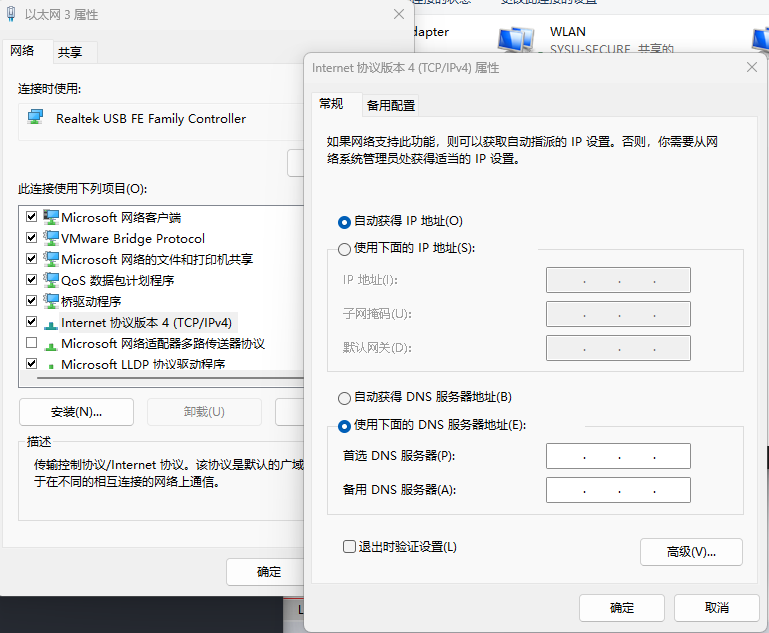 以太网 3 属性
网络
共享
连接时使用:
Realtek USB FE Family Controller
此连接使用下列项目(O):
Microsoft 网络客户端
VMware Bridge Protocol
Microsoft 网络的文件和打印机共享
QoS 数据包计划程序
桥驱动程序
Internet 协议版本 4 (TCP/IPv4)
Microsoft 网络适配器多路传送器协议
Microsoft LLDP 协议驱动程序
安装(N)...
卸载(U)
描述
传输控制协议/Internet 协议。该协议是默认的广域
于在不同的相互连接的网络上通信。
确定
dapter
更改此连接的设置
WLAN
SYSU-SECURE 共享的
Internet 协议版本 4 (TCP/IPv4) 属性
常规
备用配置
如果网络支持此功能，则可以获取自动指派的 IP 设置。否则，你需要从网
络系统管理员处获得适当的 IP 设置。
自动获得 IP 地址(O)
使用下面的 IP 地址(S):
IP 地址(I):
子网掩码(U):
默认网关(D):
自动获得 DNS 服务器地址(B)
使用下面的 DNS 服务器地址(E):
首选 DNS 服务器(P):
备用 DNS 服务器(A):
退出时验证设置(L)
高级(V)...
确定
取消